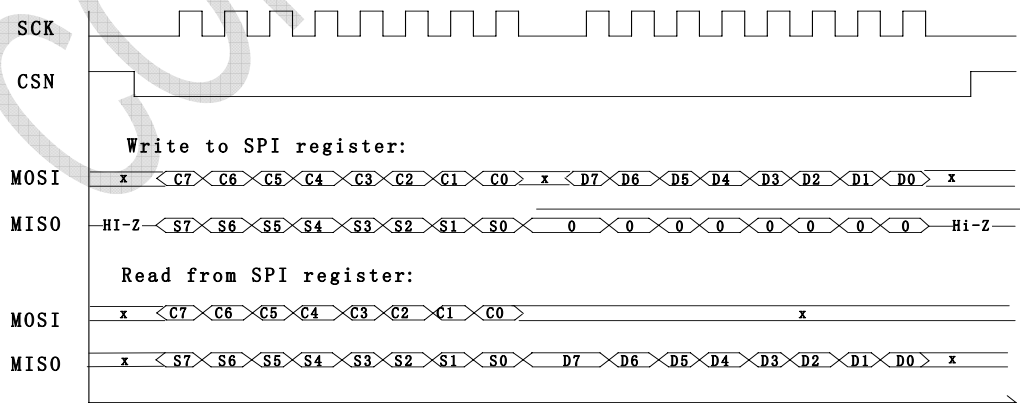 SCK
CSN
Write to SPI register:
MOSI x C7 C6 C5 C4 C3 C2 C1 C0 x D7 D6 D5 D4 D3 D2 D1 D0 x
MISO HI-Z S7 S6 S5 S4 S3 S2 S1 S0 0 0 0 0 0 0 0 0 Hi-Z
Read from SPI register:
MOSI x C7 C6 C5 C4 C3 C2 C1 C0 x
MISO x S7 S6 S5 S4 S3 S2 S1 S0 D7 D6 D5 D4 D3 D2 D1 D0 x